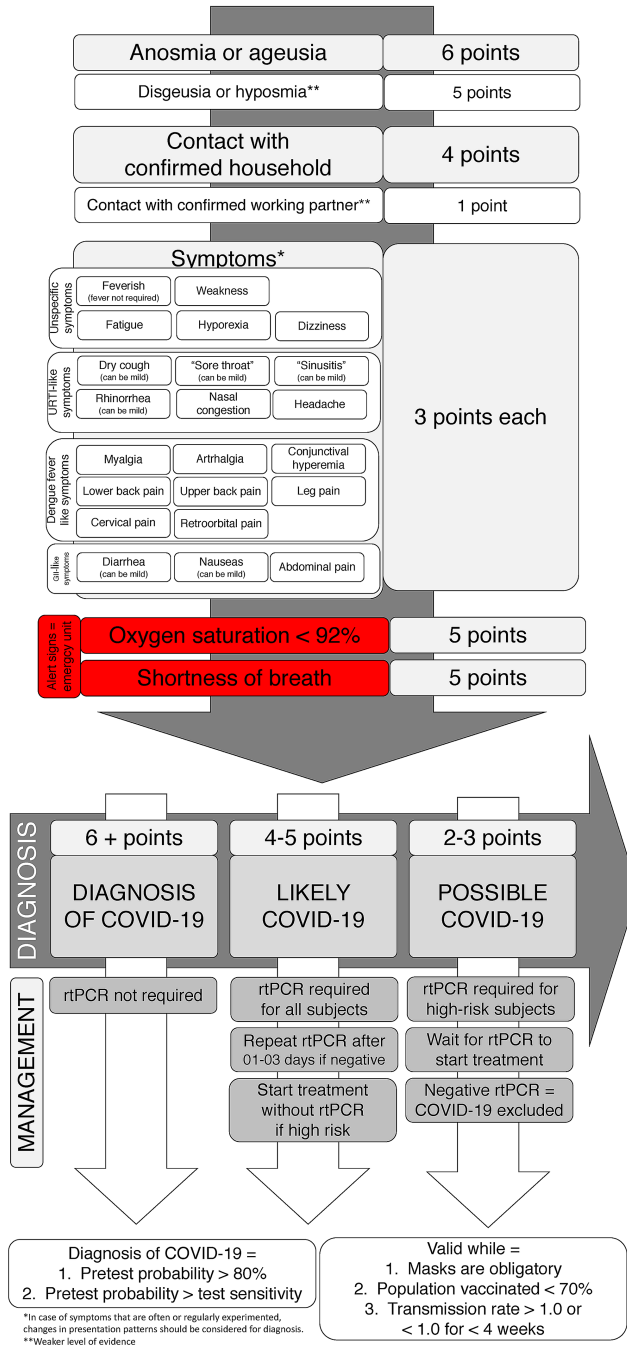 Anosmia or ageusia
6 points
Disgeusia or hyposmia**
5 points
Contact with
confirmed household
4 points
Contact with confirmed working partner**
1 point
Symptoms*
3 points each
Unspecific
symptoms
Feverish
(fever not required)
Weakness
Fatigue
Hyporexia
Dizziness
URTI-like
symptoms
Dry cough
(can be mild)
“Sore throat”
(can be mild)
“Sinusitis”
(can be mild)
Rhinorrhea
(can be mild)
Nasal
congestion
Headache
Dengue fever
like symptoms
Myalgia
Artrhalgia
Conjunctival
hyperemia
Lower back pain
Upper back pain
Leg pain
Cervical pain
Retroorbital pain
GII-like
symptoms
Diarrhea
(can be mild)
Nauseas
(can be mild)
Abdominal pain
Alert signs =
emergcy unit
Oxygen saturation < 92%
5 points
Shortness of breath
5 points
DIAGNOSIS
6 + points
4-5 points
2-3 points
DIAGNOSIS
OF COVID-19
LIKELY
COVID-19
POSSIBLE
COVID-19
MANAGEMENT
rtPCR not required
rtPCR required
for all subjects
Repeat rtPCR after
01-03 days if negative
Start treatment
without rtPCR
if high risk
rtPCR required for
high-risk subjects
Wait for rtPCR to
start treatment
Negative rtPCR =
COVID-19 excluded
Diagnosis of COVID-19 =
1. Pretest probability > 80%
2. Pretest probability > test sensitivity
Valid while =
1. Masks are obligatory
2. Population vaccinated < 70%
3. Transmission rate > 1.0 or
< 1.0 for < 4 weeks
*In case of symptoms that are often or regularly experimented,
changes in presentation patterns should be considered for diagnosis.
**Weaker level of evidence